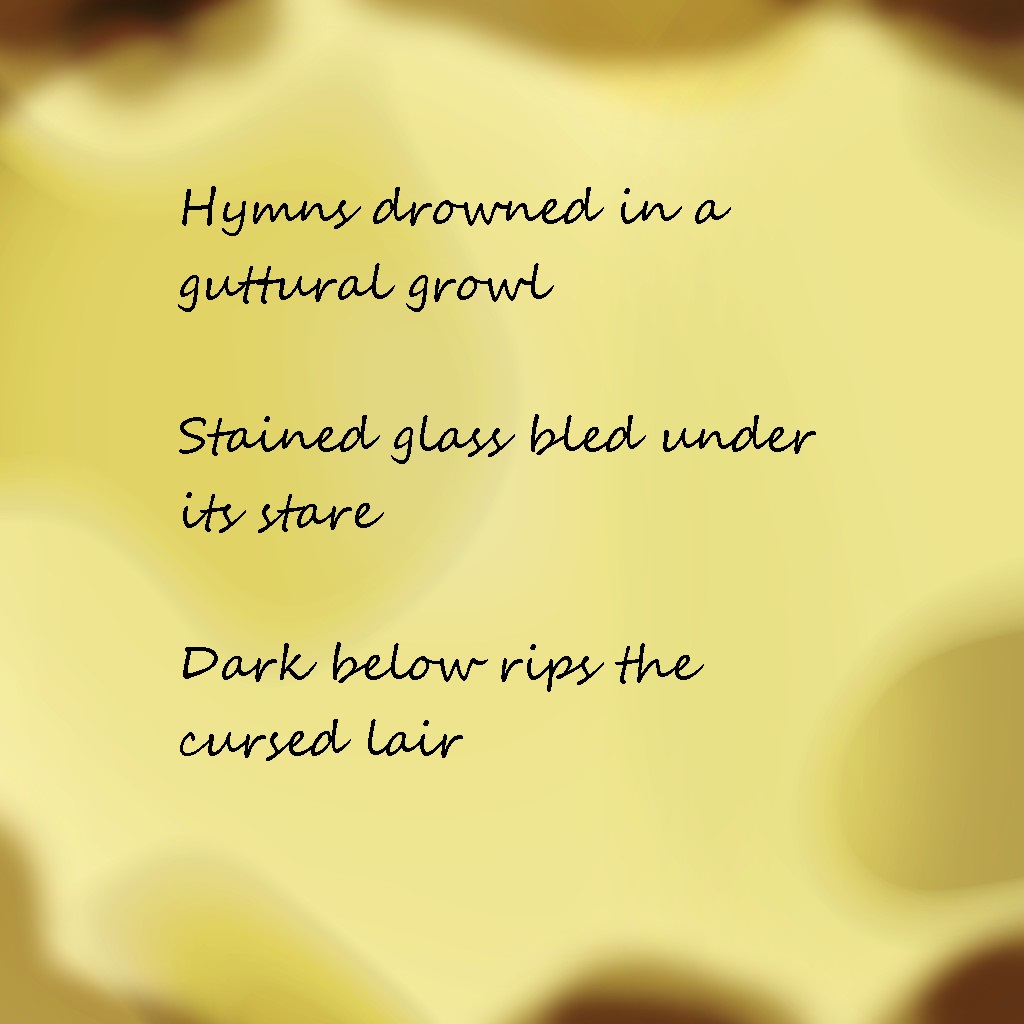 Hymns drowned in a
guttural growl
Stained glass bled under
its stare
Dark below rips the
cursed lair